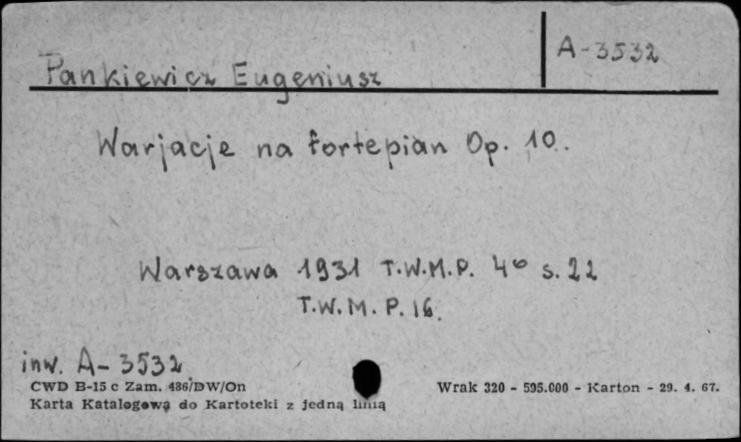 A-3532
Pankiewicz Eugeniusz
Warjacje na fortepian Op. 10.
Warszawa 1931 T.W.M.P. 4° s. 22
T.W.M.P. 16.
inw. A-3532
CWD B-15 c Zam. 486/DW/On
Wrak 320 - 595.000 - Karton - 29. 4. 67.
Karta Katalogowa do Kartoteki z jedną linią